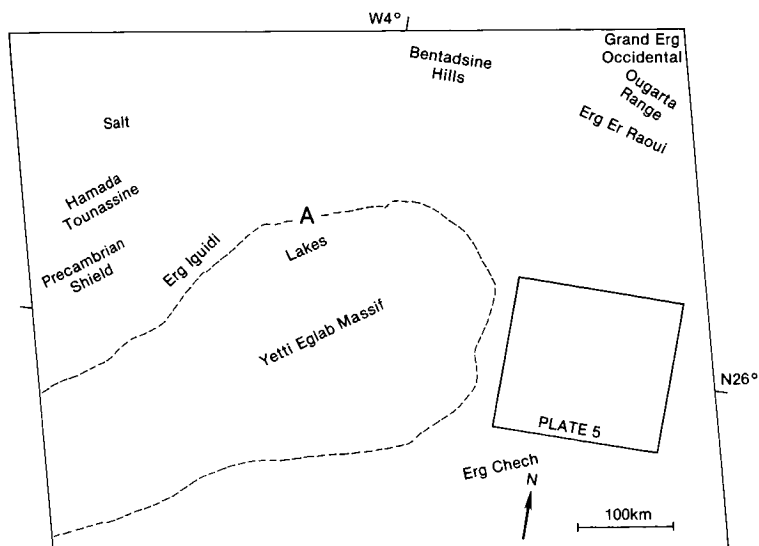 W4°
Grand Erg
Occidental
Bentadsine
Hills
Ougarta
Range
Erg Er Raoui
Salt
Hamada
Tounassine
A
Lakes
Precambrian
Shield
Erg Iguidi
Yetti Eglab Massif
N26°
PLATE 5
Erg Chech
N
100km